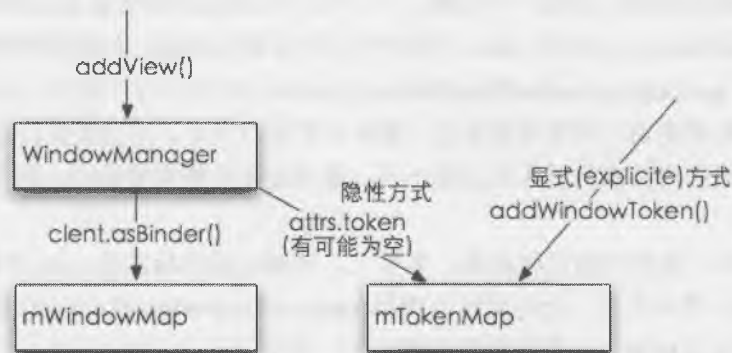 addView()
WindowManager
隐性方式
显式(explicite)方式
attrs.token
addWindowToken()
clent.asBinder()
(有可能为空)
mWindowMap
mTokenMap